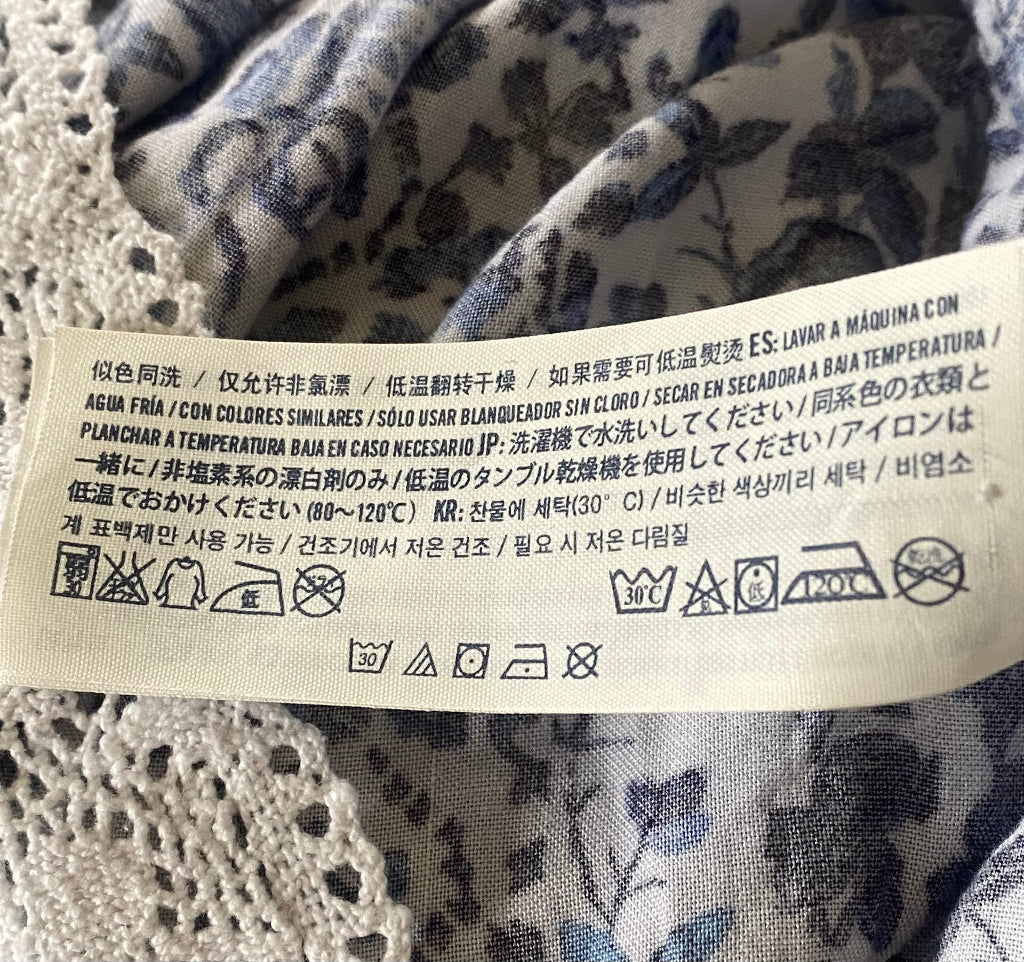 似色同洗 / 仅允许非氯漂 / 低温翻转干燥 / 如果需要可低温熨烫 ES: LAVAR A MÁQUINA CON
AGUA FRÍA / CON COLORES SIMILARES / SÓLO USAR BLANQUEADOR SIN CLORO / SECAR EN SECADORA A BAJA TEMPERATURA /
PLANCHAR A TEMPERATURA BAJA EN CASO NECESARIO JP: 洗濯機で水洗いしてください / 同系色の衣類と
一緒に / 非塩素系の漂白剤のみ / 低温のタンブル乾燥機を使用してください / アイロンは
低温でおかけください (80～120℃) KR: 찬물에 세탁(30° C) / 비슷한 색상끼리 세탁 / 비염소
계 표백제만 사용 가능 / 건조기에서 저온 건조 / 필요 시 저온 다림질
30 低 30℃ 低 120℃
30